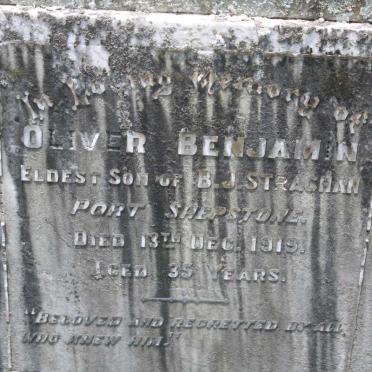 In Loving Memory of
OLIVER BENJAMIN
ELDEST SON OF B.J. STRACHAN
PORT SHEPSTONE.
DIED 13TH DEC. 1919.
AGED 35 YEARS.
"BELOVED AND REGRETTED BY ALL
WHO KNEW HIM."